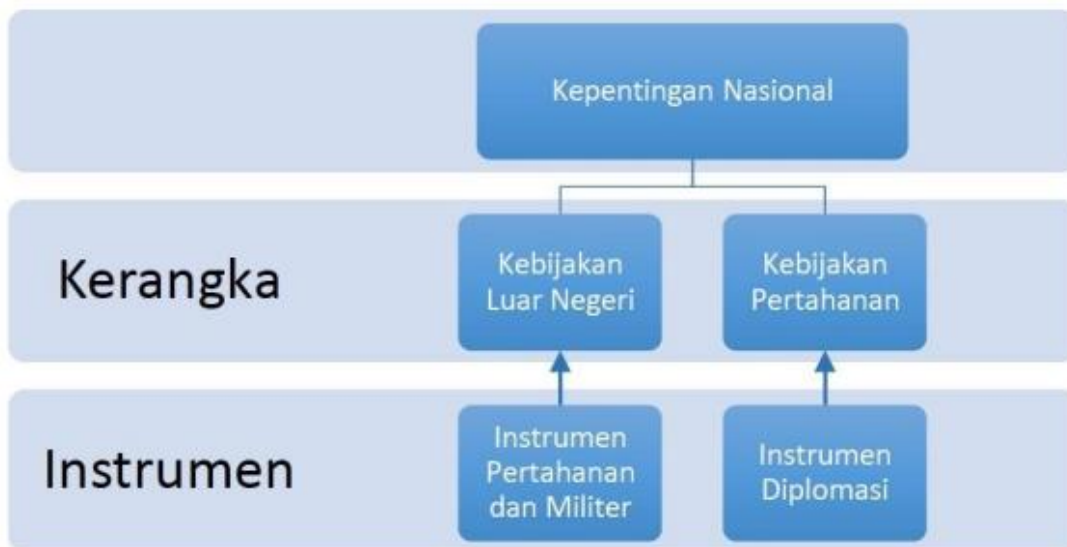 Kepentingan Nasional
Kerangka
Kebijakan
Luar Negeri
Kebijakan
Pertahanan
Instrumen
Instrumen
Pertahanan
dan Militer
Instrumen
Diplomasi